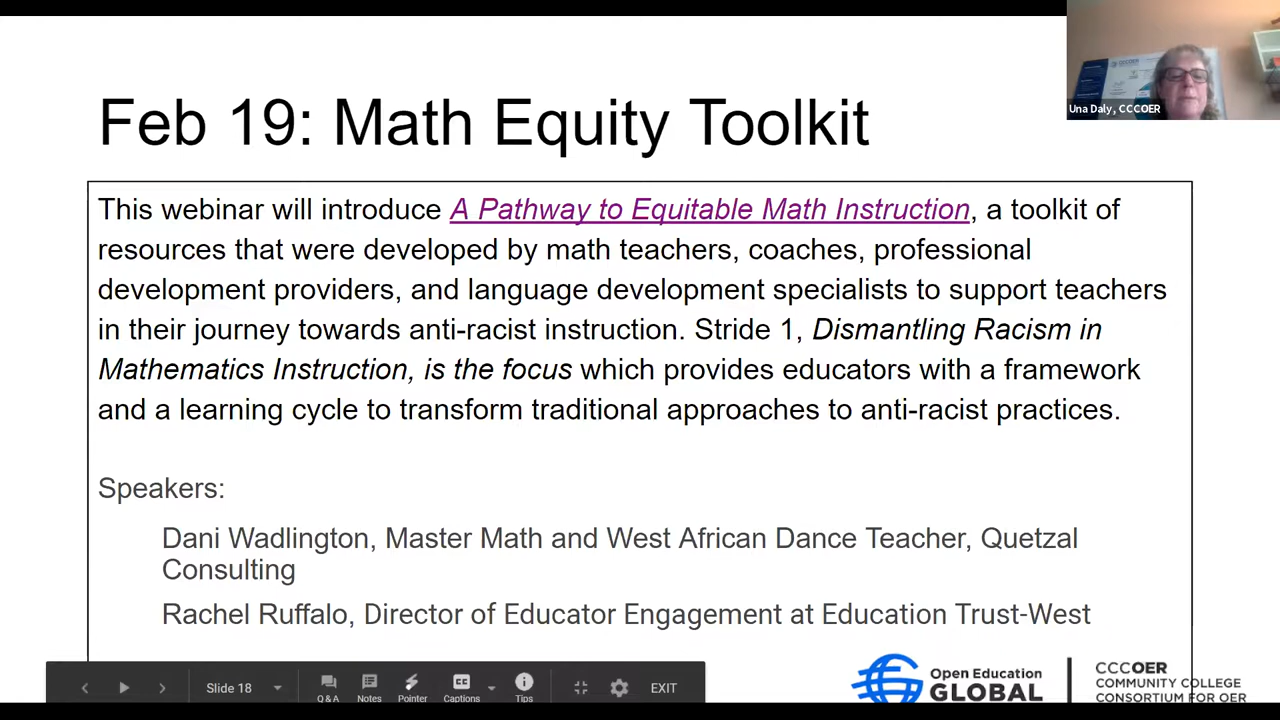 Una Daly, CCCOER
Feb 19: Math Equity Toolkit
This webinar will introduce A Pathway to Equitable Math Instruction, a toolkit of
resources that were developed by math teachers, coaches, professional
development providers, and language development specialists to support teachers
in their journey towards anti-racist instruction. Stride 1, Dismantling Racism in
Mathematics Instruction, is the focus which provides educators with a framework
and a learning cycle to transform traditional approaches to anti-racist practices.
Speakers:
Dani Wadlington, Master Math and West African Dance Teacher, Quetzal
Consulting
Rachel Ruffalo, Director of Educator Engagement at Education Trust-West
Slide 18
Q & A
Notes
Pointer
CC
Captions
Tips
EXIT
Open Education
GLOBAL
CCCOER
COMMUNITY COLLEGE
CONSORTIUM FOR OER